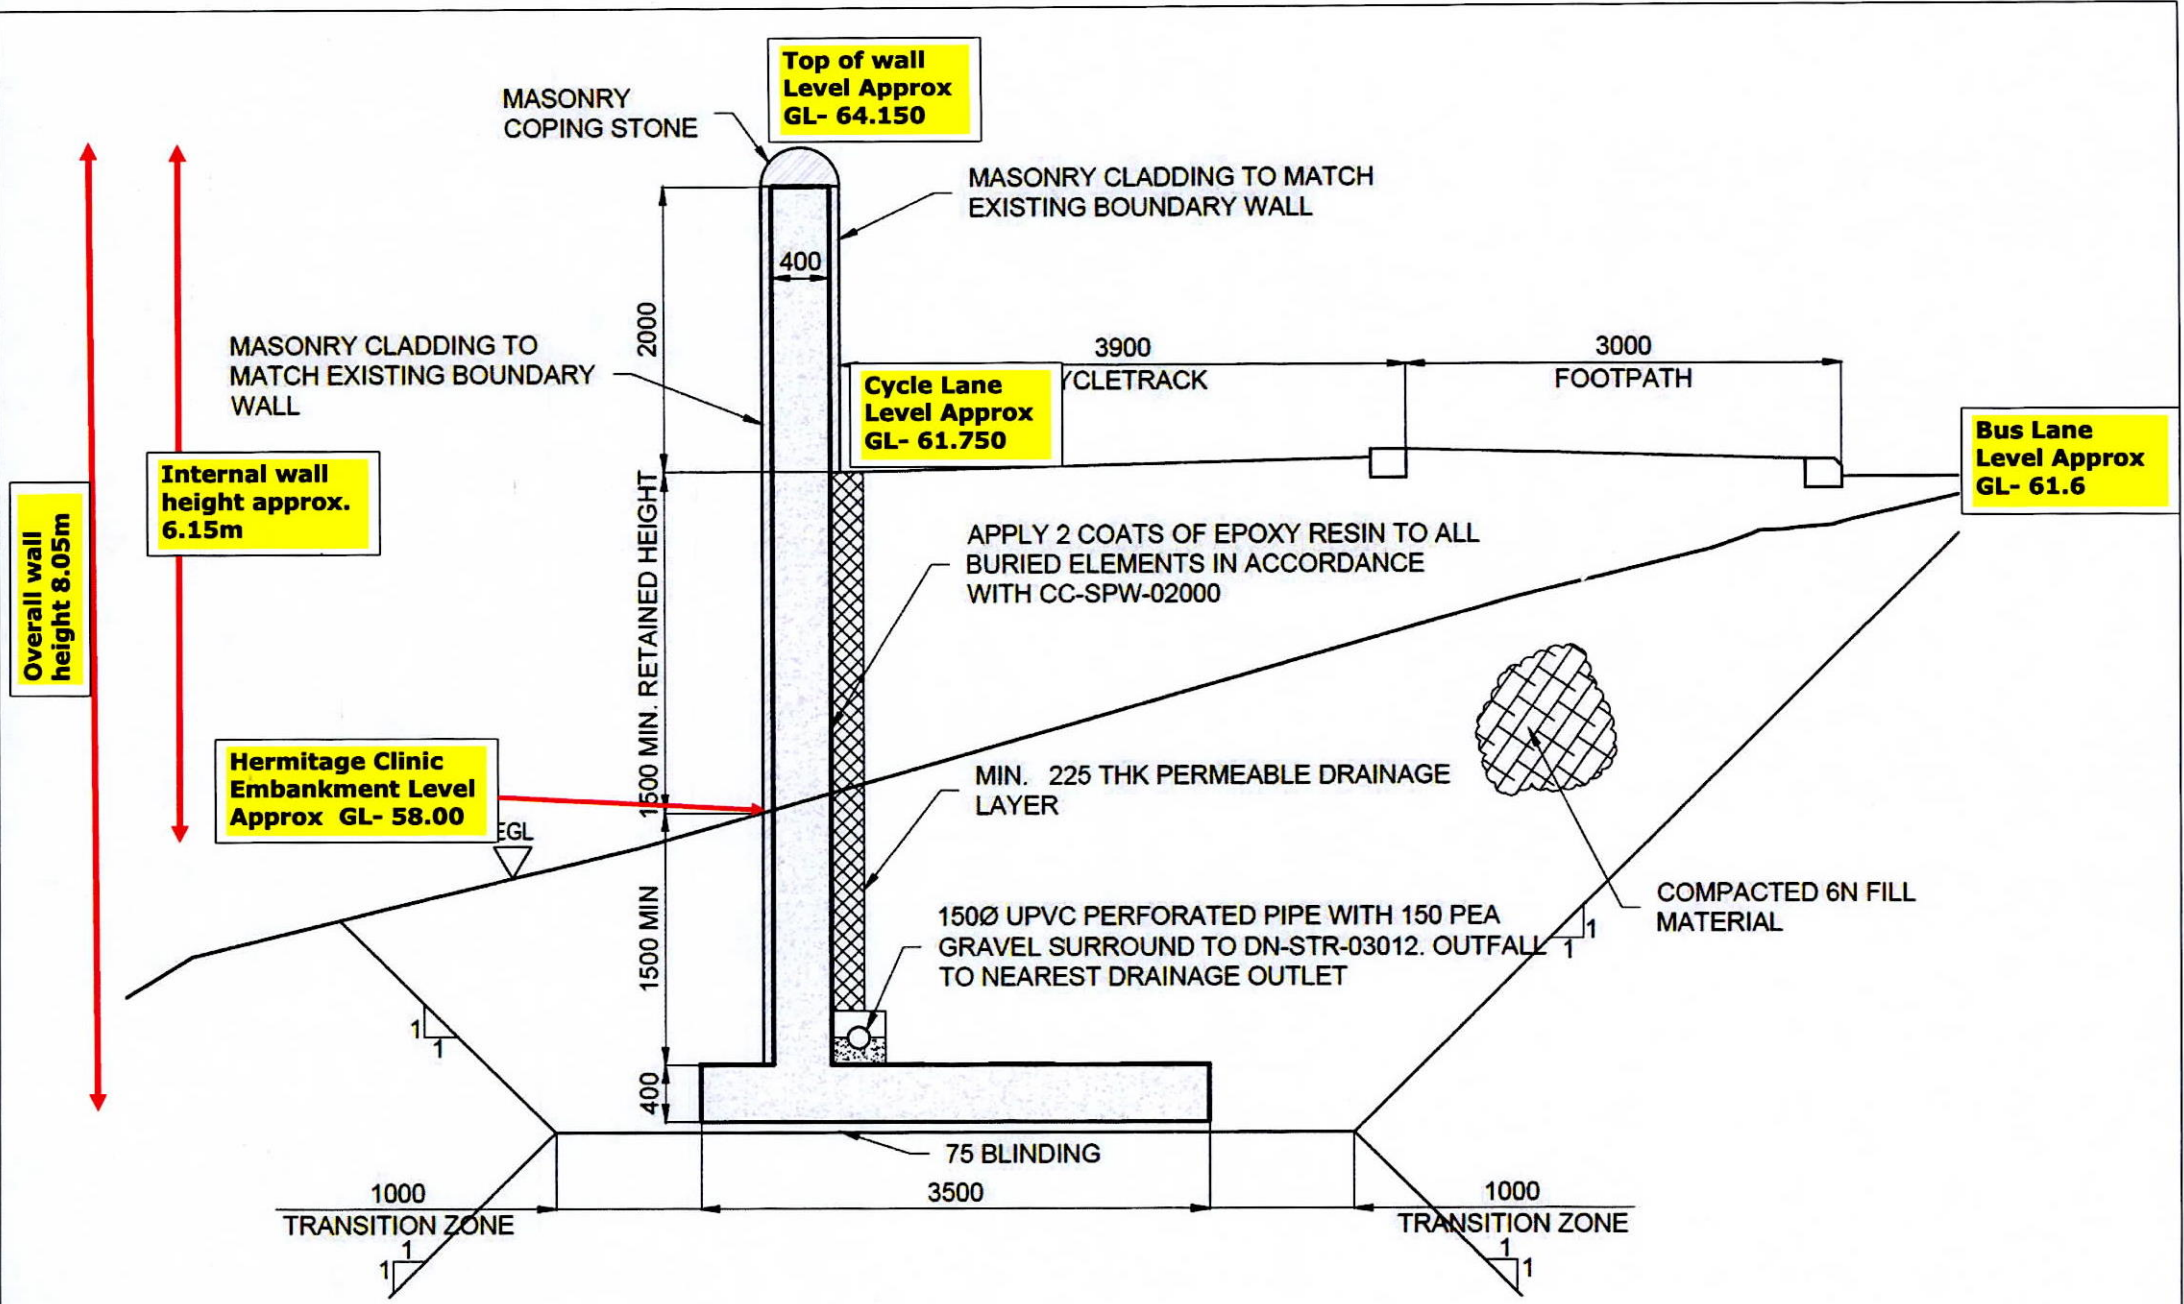 Top of wall
Level Approx
GL- 64.150
MASONRY
COPING STONE
MASONRY CLADDING TO MATCH
EXISTING BOUNDARY WALL
400
2000
MASONRY CLADDING TO
MATCH EXISTING BOUNDARY
WALL
3900
YCLETRACK
3000
FOOTPATH
Cycle Lane
Level Approx
GL- 61.750
Bus Lane
Level Approx
GL- 61.6
Internal wall
height approx.
6.15m
Overall wall
height 8.05m
1500 MIN. RETAINED HEIGHT
APPLY 2 COATS OF EPOXY RESIN TO ALL
BURIED ELEMENTS IN ACCORDANCE
WITH CC-SPW-02000
Hermitage Clinic
Embankment Level
Approx GL- 58.00
EGL
MIN. 225 THK PERMEABLE DRAINAGE
LAYER
COMPACTED 6N FILL
MATERIAL
1500 MIN
150Ø UPVC PERFORATED PIPE WITH 150 PEA
GRAVEL SURROUND TO DN-STR-03012. OUTFALL
TO NEAREST DRAINAGE OUTLET
1
1
1
1
400
75 BLINDING
1000
TRANSITION ZONE
3500
1000
TRANSITION ZONE
1
1
1
1